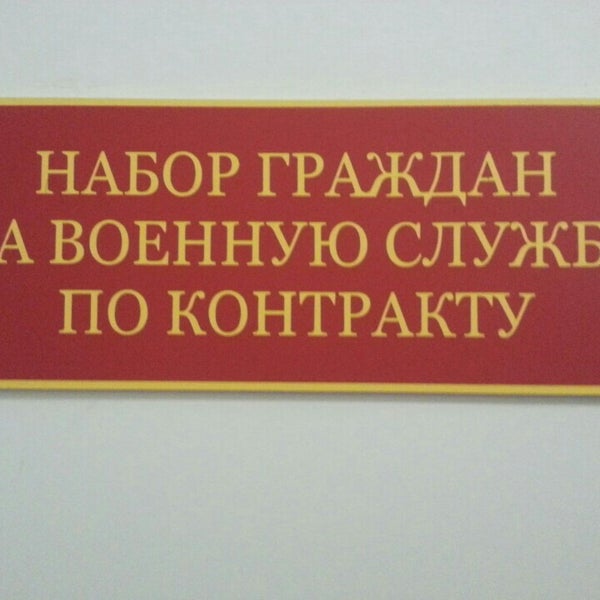 НАБОР ГРАЖДАН
А ВОЕННУЮ СЛУЖБ
ПО КОНТРАКТУ